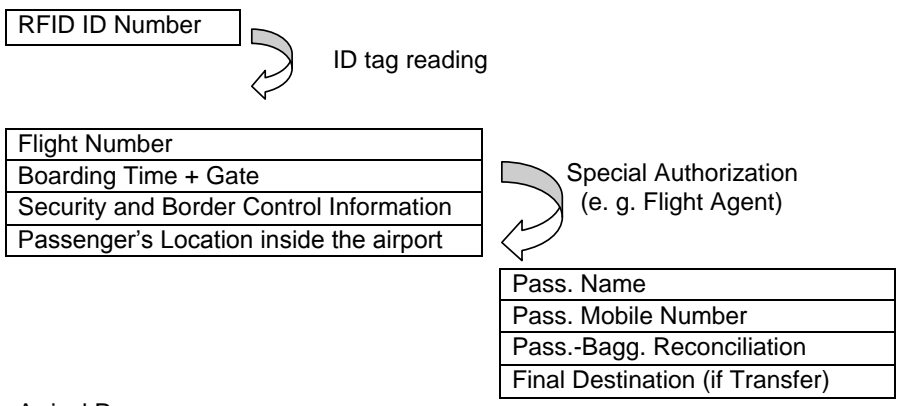 RFID ID Number
ID tag reading
Flight Number
Boarding Time + Gate
Security and Border Control Information
Passenger's Location inside the airport
Special Authorization
(e. g. Flight Agent)
Pass. Name
Pass. Mobile Number
Pass.-Bagg. Reconciliation
Final Destination (if Transfer)